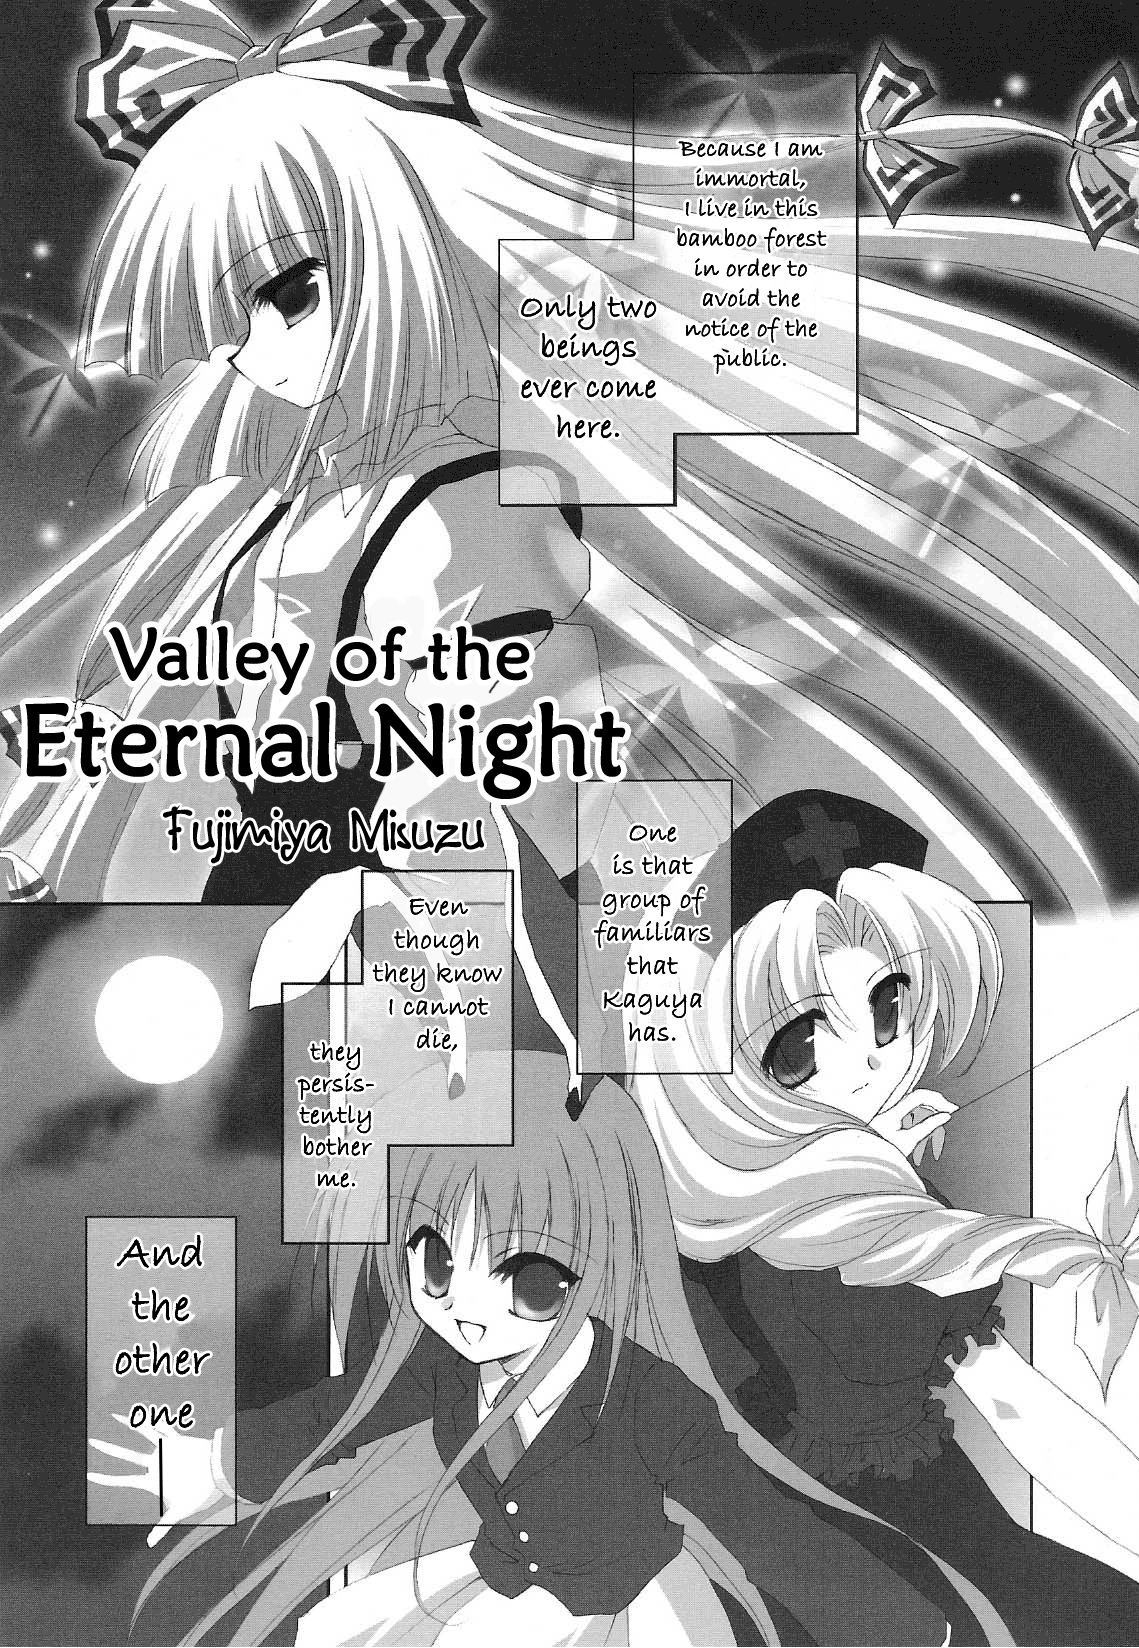 Because I am
immortal,
I live in this
bamboo forest
in order to
avoid the
notice of the
public.
Only two
beings
ever come
here.
Valley of the
Eternal Night
Fujimiya Misuzu
One
is that
group of
familiars
that
Kaguya
has.
Even
though
they know
I cannot
die,
they
persis-
tently
bother
me.
And
the
other
one